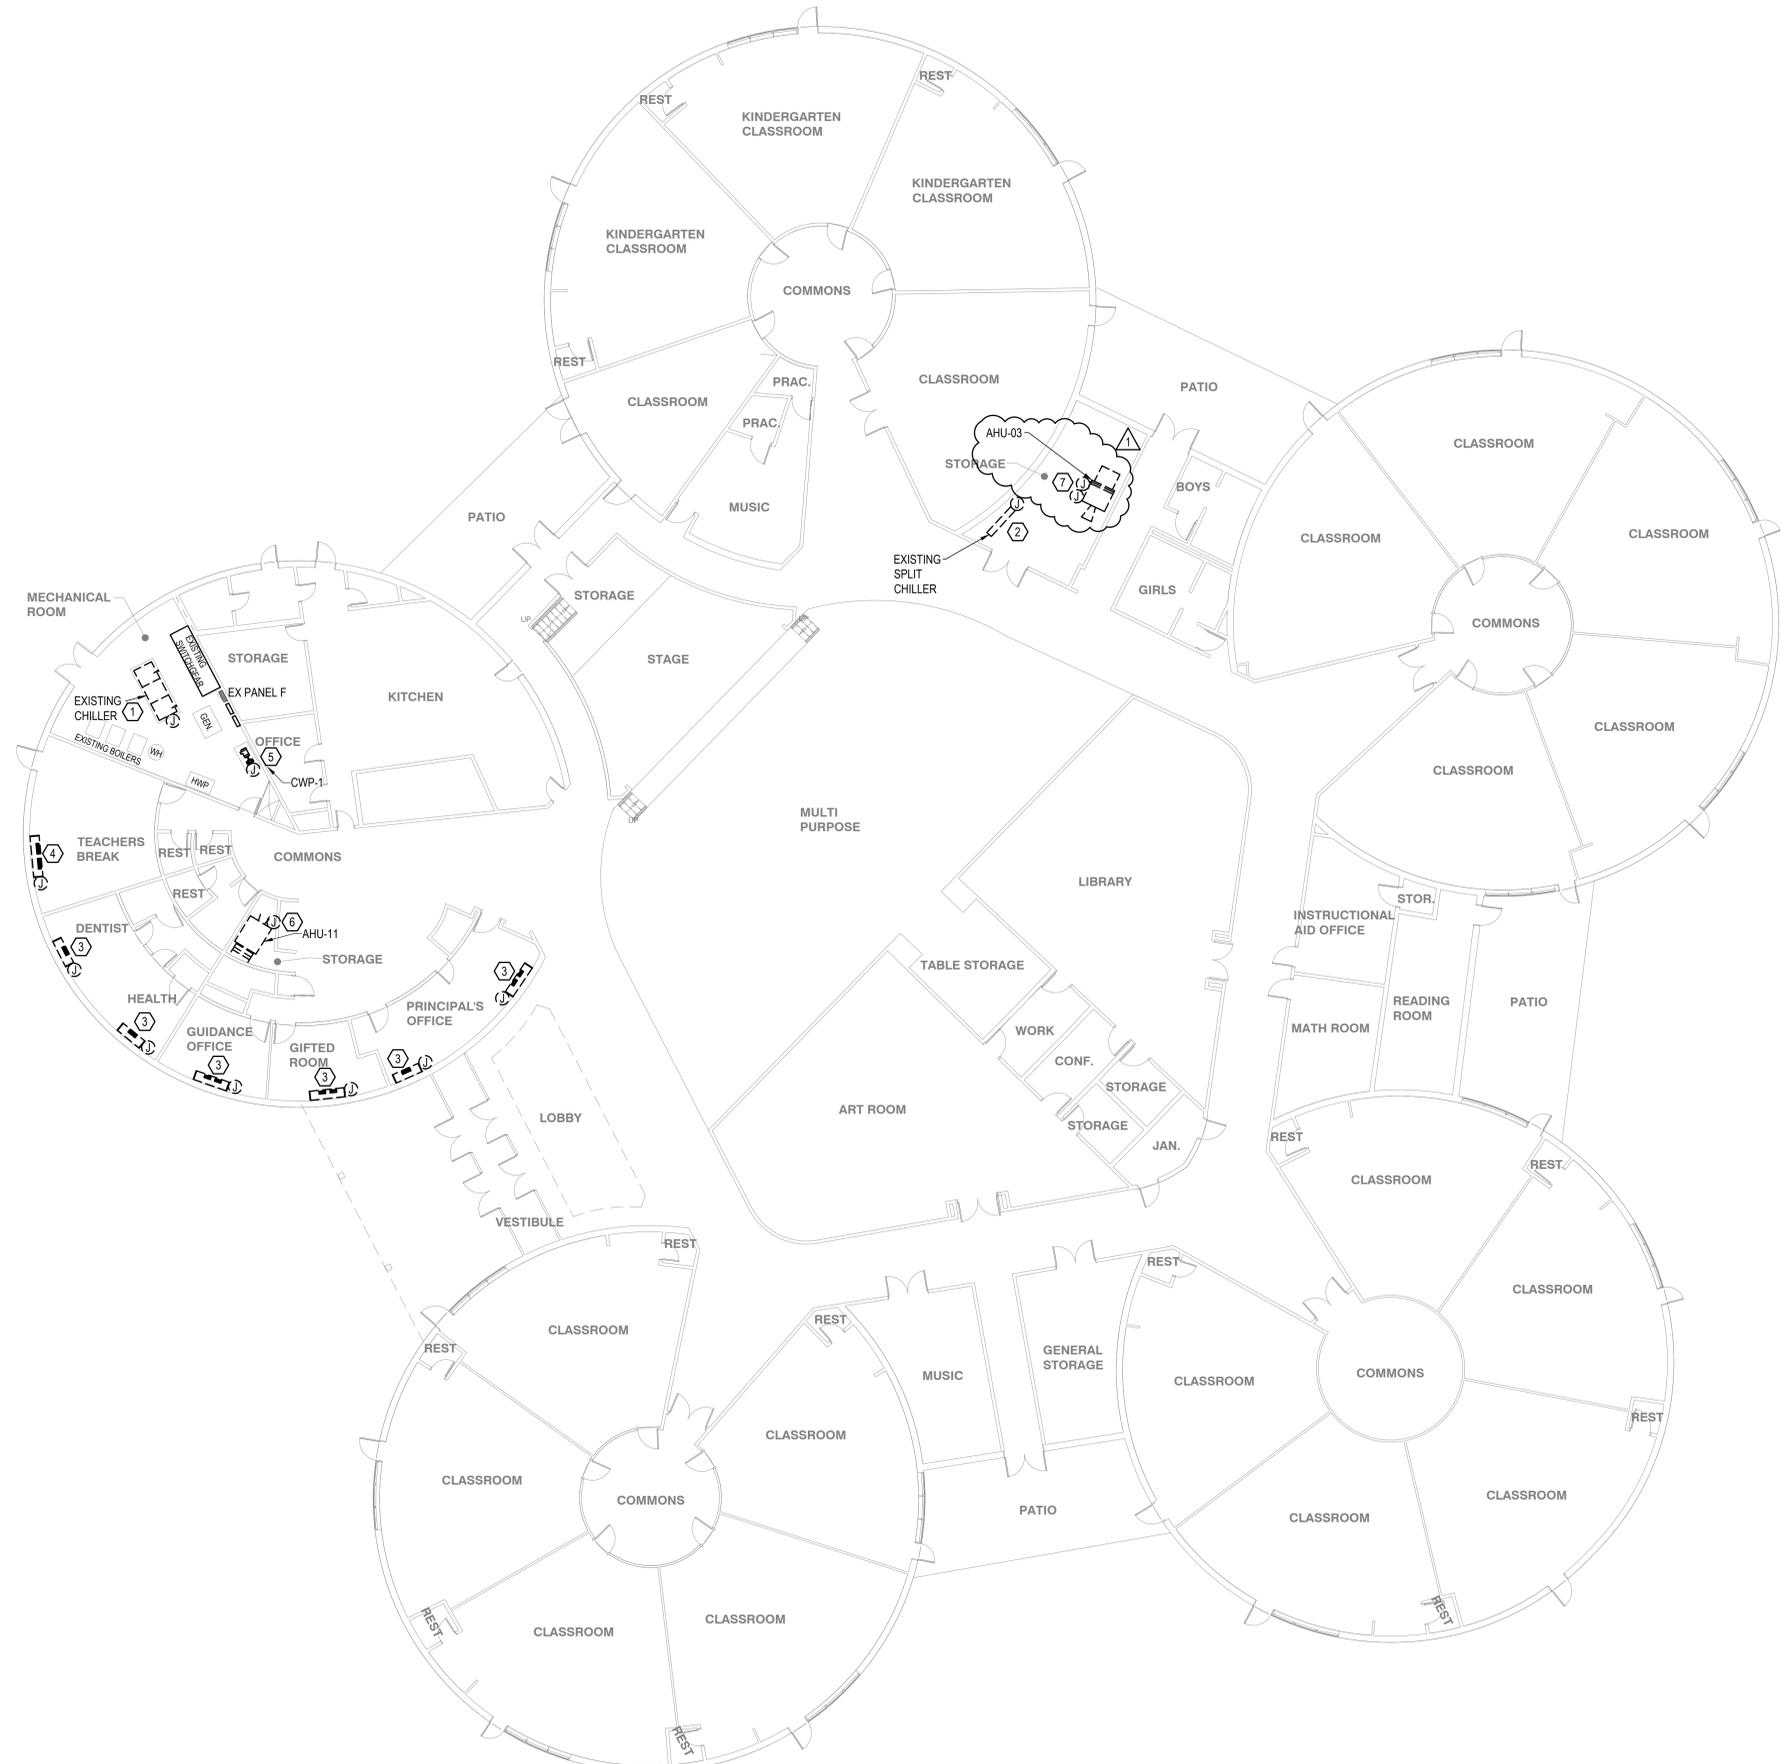 REST
REST
KINDERGARTEN
CLASSROOM
KINDERGARTEN
CLASSROOM
KINDERGARTEN
CLASSROOM
COMMONS
REST
CLASSROOM
PRAC.
PRAC.
MUSIC
CLASSROOM
PATIO
AHU-03
1
STORAGE
7
J
J
J
2
EXISTING
SPLIT
CHILLER
BOYS
GIRLS
CLASSROOM
CLASSROOM
CLASSROOM
COMMONS
CLASSROOM
CLASSROOM
PATIO
STORAGE
UP
UP
STAGE
UP
MECHANICAL
ROOM
EXISTING
SWITCHGEAR
STORAGE
EX PANEL F
KITCHEN
EXISTING
CHILLER
1
J
GEN.
EXISTING BOILERS
WH
HWP
OFFICE
5
J
CWP-1
TEACHERS
BREAK
4
J
REST
REST
COMMONS
REST
DENTIST
3
J
6
J
AHU-11
STORAGE
HEALTH
3
J
GUIDANCE
OFFICE
3
J
GIFTED
ROOM
3
J
PRINCIPAL'S
OFFICE
3
J
3
J
MULTI
PURPOSE
LIBRARY
TABLE STORAGE
WORK
CONF.
STORAGE
STORAGE
JAN.
ART ROOM
LOBBY
VESTIBULE
STOR.
INSTRUCTIONAL
AID OFFICE
READING
ROOM
MATH ROOM
PATIO
REST
CLASSROOM
REST
CLASSROOM
REST
CLASSROOM
COMMONS
REST
CLASSROOM
CLASSROOM
REST
GENERAL
STORAGE
MUSIC
PATIO
REST
CLASSROOM
REST
REST
CLASSROOM
CLASSROOM
COMMONS
CLASSROOM
CLASSROOM
REST
REST